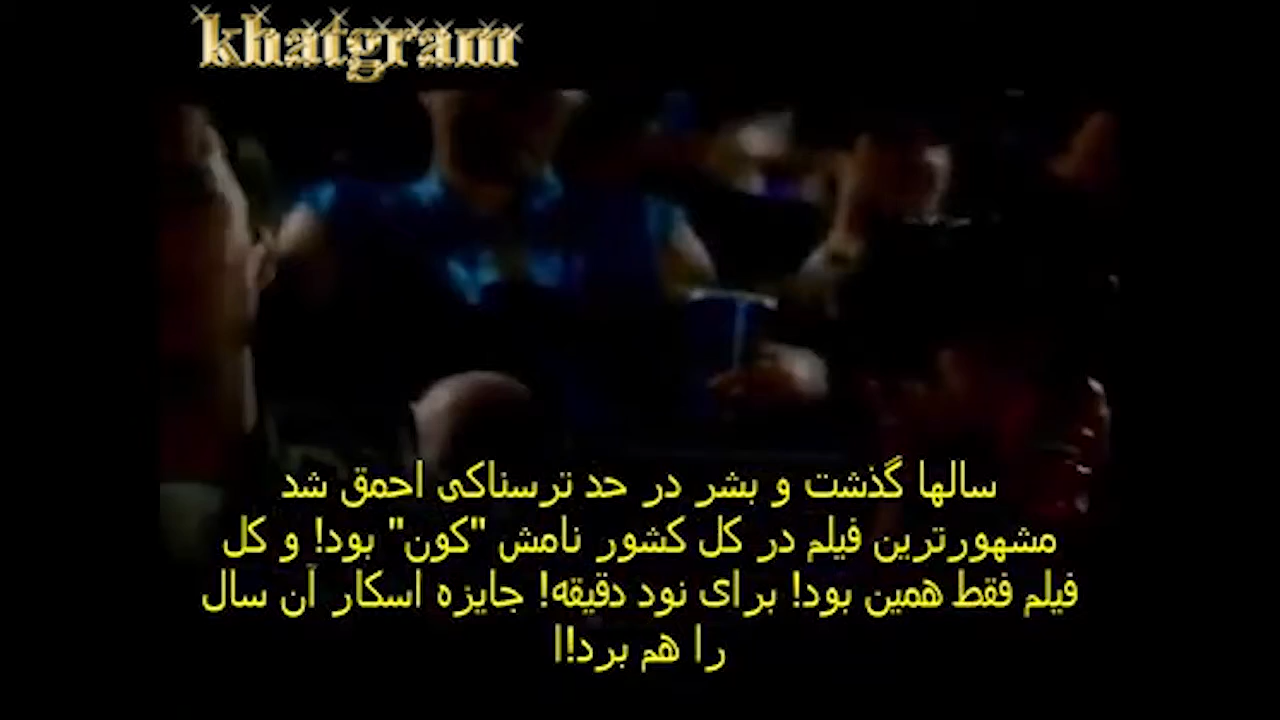 khatgram
سالها گذشت و بشر در حد ترسناکی احمق شد
مشهورترین فیلم در کل کشور نامش "کون" بود! و کل
فیلم فقط همین بود! برای نود دقیقه! جایزه اسکار آن سال
را هم برد!ا